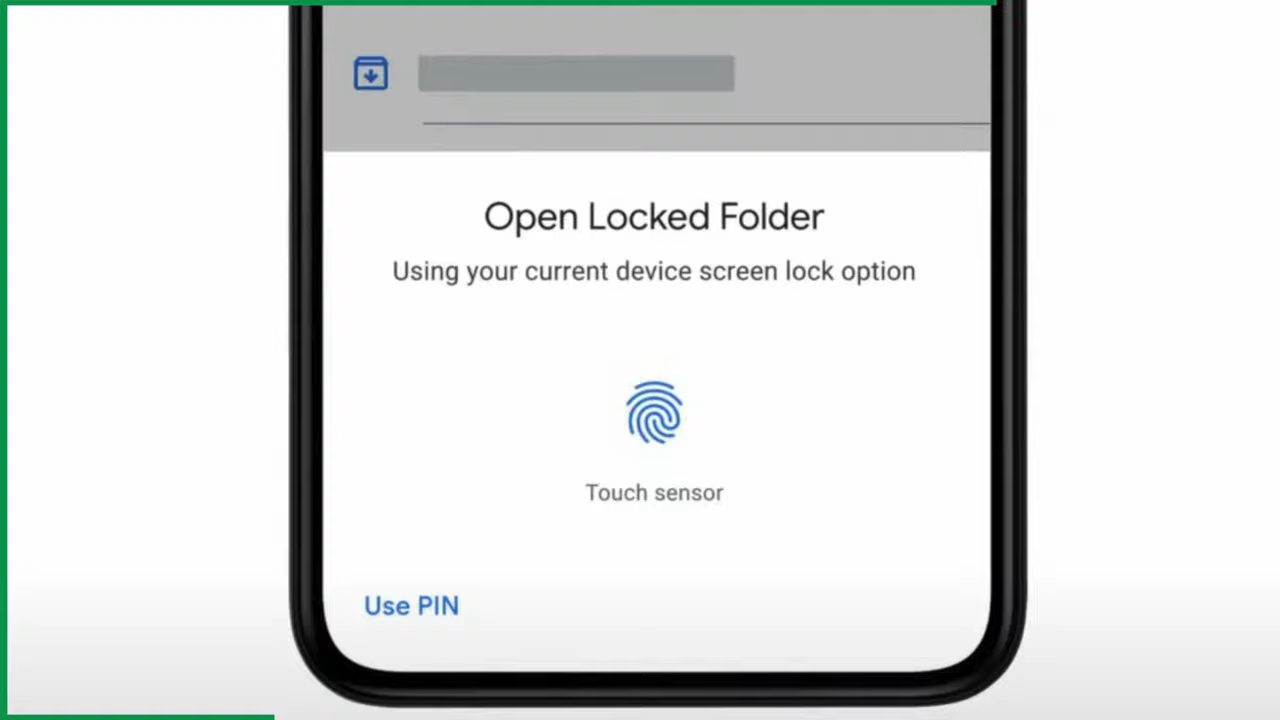 Open Locked Folder
Using your current device screen lock option
Touch sensor
Use PIN